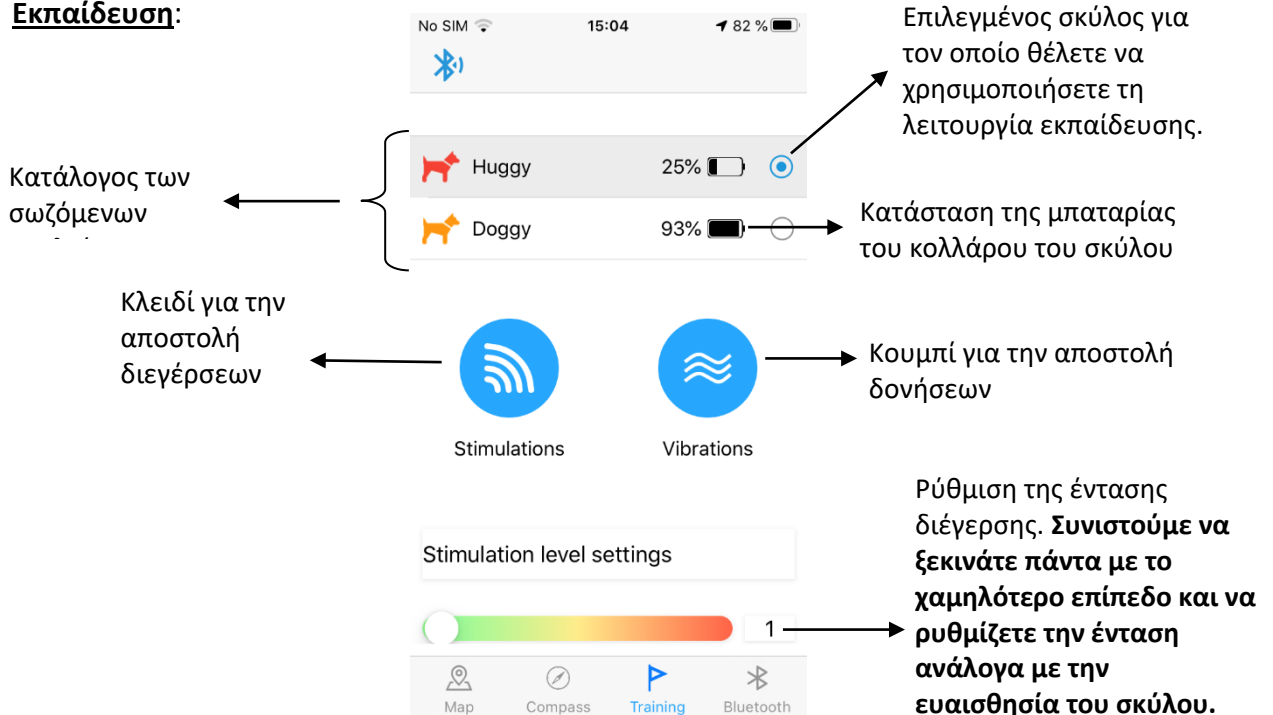 Εκπαίδευση:
No SIM 15:04 82 %
Επιλεγμένος σκύλος για
τον οποίο θέλετε να
χρησιμοποιήσετε τη
λειτουργία εκπαίδευσης.
Κατάλογος των
σωζόμενων
Huggy 25%
Doggy 93%
Κατάσταση της μπαταρίας
του κολλάρου του σκύλου
Κλειδί για την
αποστολή
διεγέρσεων
Κουμπί για την αποστολή
δονήσεων
Stimulations Vibrations
Ρύθμιση της έντασης
διέγερσης. Συνιστούμε να
ξεκινάτε πάντα με το
χαμηλότερο επίπεδο και να
ρυθμίζετε την ένταση
ανάλογα με την
ευαισθησία του σκύλου.
Stimulation level settings
1
Map Compass Training Bluetooth